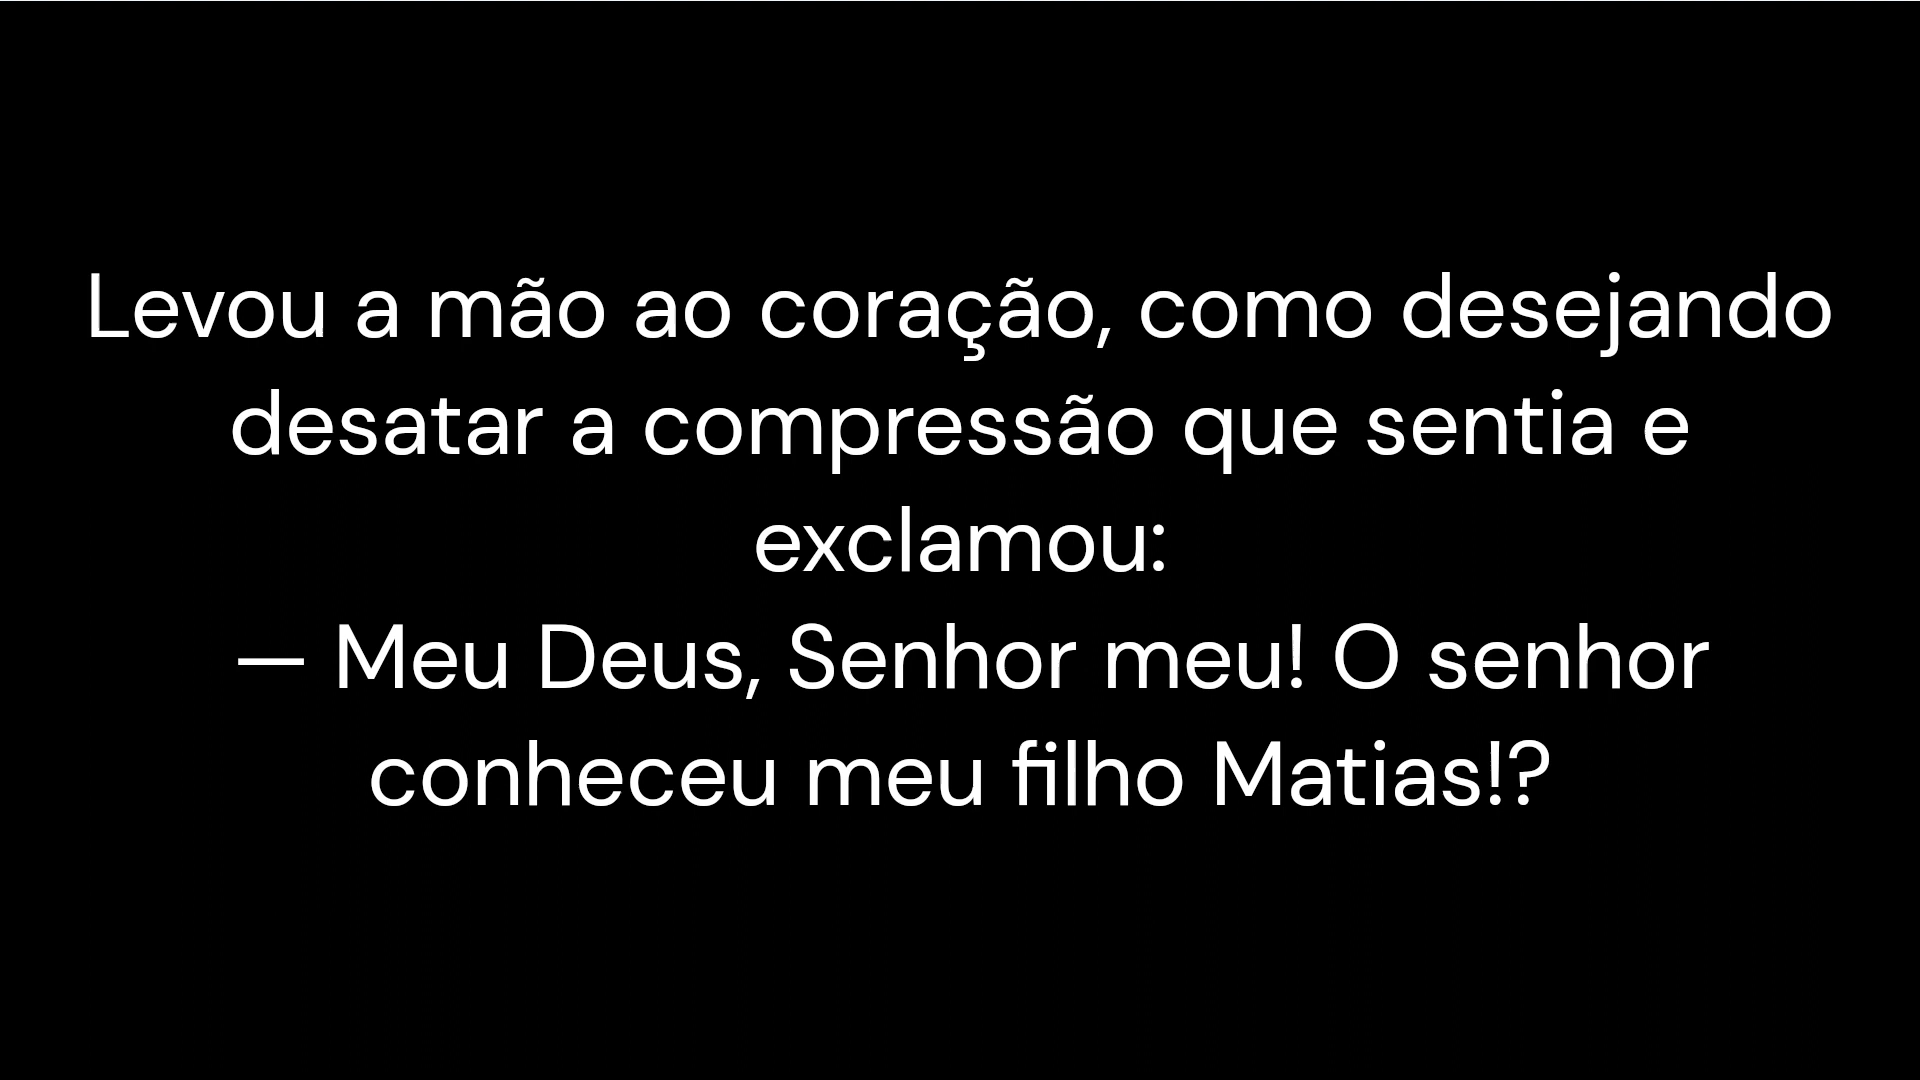 Levou a mão ao coração, como desejando
desatar a compressão que sentia e
exclamou:
— Meu Deus, Senhor meu! O senhor
conheceu meu filho Matias!?